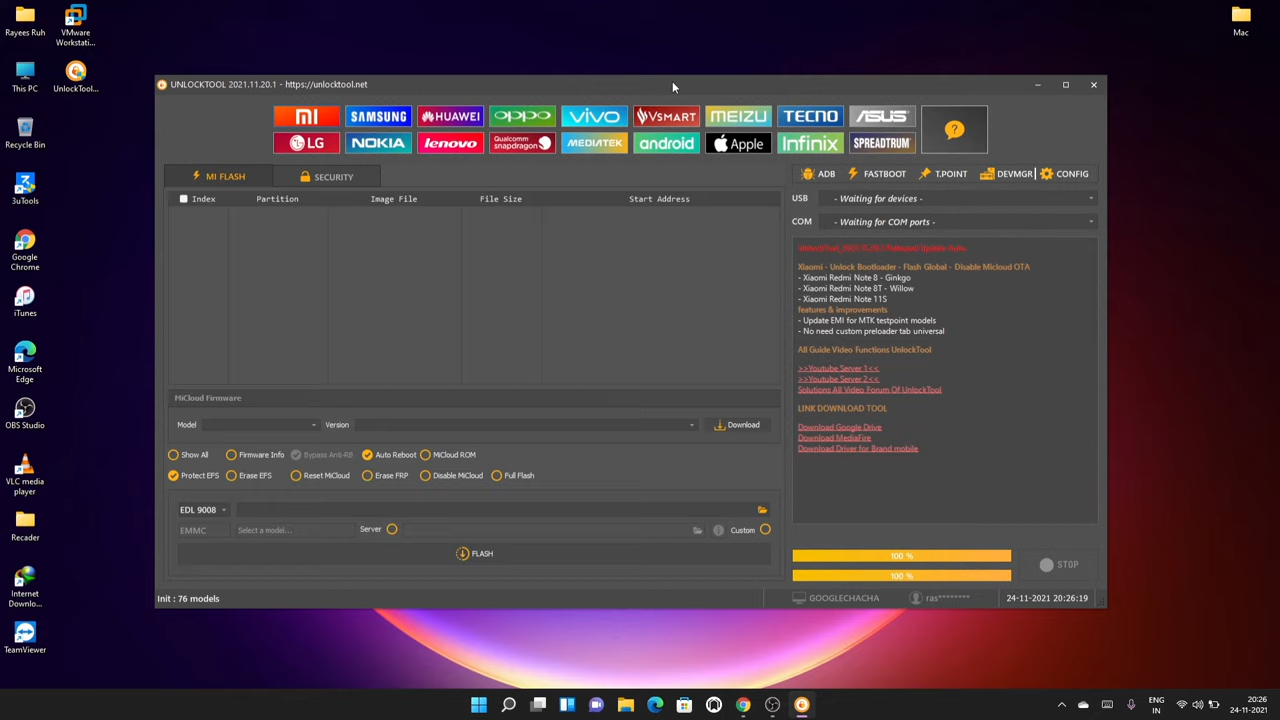 Rayees Ruh
VMware Workstati...
Mac
This PC
UnlockTool...
Recycle Bin
3uTools
Google Chrome
iTunes
Microsoft Edge
OBS Studio
VLC media player
Recader
Internet Downlo...
TeamViewer
UNLOCKTOOL 2021.11.20.1 - https://unlocktool.net
MI SAMSUNG HUAWEI OPPO VIVO VSMART MEIZU TECNO ASUS ?
LG NOKIA lenovo Qualcomm snapdragon MEDIATEK android Apple Infinix SPREADTRUM
MI FLASH SECURITY
ADB FASTBOOT T.POINT DEVMGR CONFIG
Index Partition Image File File Size Start Address
USB - Waiting for devices -
COM - Waiting for COM ports -
Xiaomi - Unlock Bootloader - Flash Global - Disable Micloud OTA
- Xiaomi Redmi Note 8 - Ginkgo
- Xiaomi Redmi Note 8T - Willow
- Xiaomi Redmi Note 11S
features & improvements
- Update EMI for MTK testpoint models
- No need custom preloader tab universal
All Guide Video Functions UnlockTool
>>Youtube Server 1<<
>>Youtube Server 2<<
Solutions All Video Forum Of UnlockTool
LINK DOWNLOAD TOOL
Download Google Drive
Download MediaFire
Download Driver for Brand mobile
MiCloud Firmware
Model Version Download
Show All Firmware Info Bypass Anti-RB Auto Reboot MiCloud ROM
Protect EFS Erase EFS Reset MiCloud Erase FRP Disable MiCloud Full Flash
EDL 9008
EMMC Select a model... Server Custom
FLASH
100 %
100 %
STOP
Init : 76 models
GOOGLECHACHA ras******** 24-11-2021 20:26:19
ENG
IN
20:26
24-11-2021